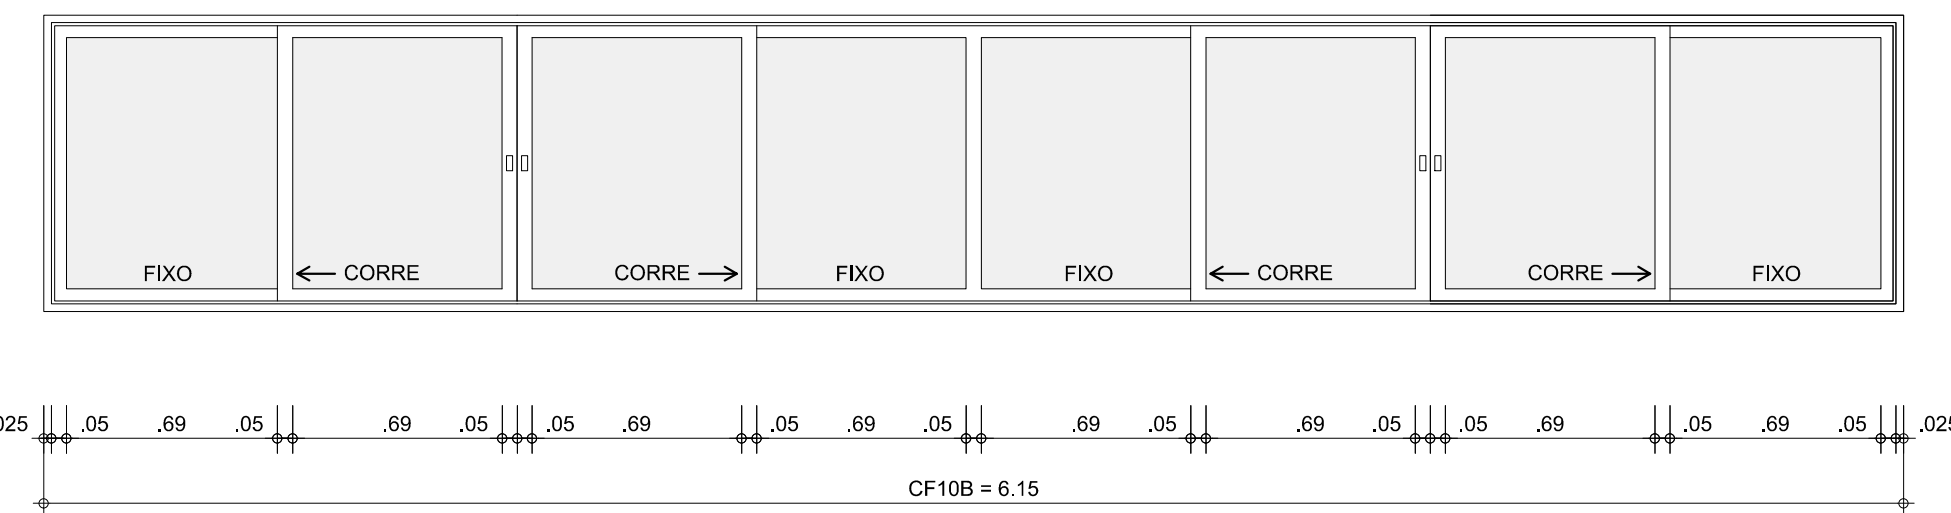 FIXO ← CORRE CORRE → FIXO FIXO ← CORRE CORRE → FIXO
025 .05 .69 .05 .69 .05 .05 .69 .05 .69 .05 .69 .05 .69 .05 .05 .69 .05 .69 .05 .025
CF10B = 6.15